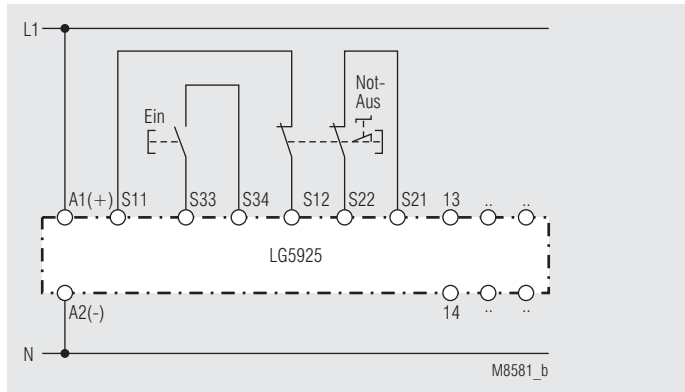 L1
Not-
Aus
Ein
A1(+) S11 S33 S34 S12 S22 S21 13 .. ..
LG5925
A2(-) 14 .. ..
N
M8581_b